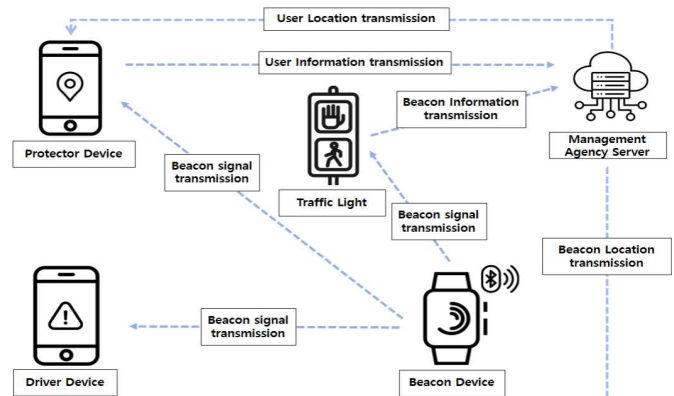 User Location transmission
User Information transmission
Beacon Information
transmission
Protector Device
Beacon signal
transmission
Traffic Light
Management
Agency Server
Beacon signal
transmission
Beacon Location
transmission
Beacon signal
transmission
Driver Device
Beacon Device